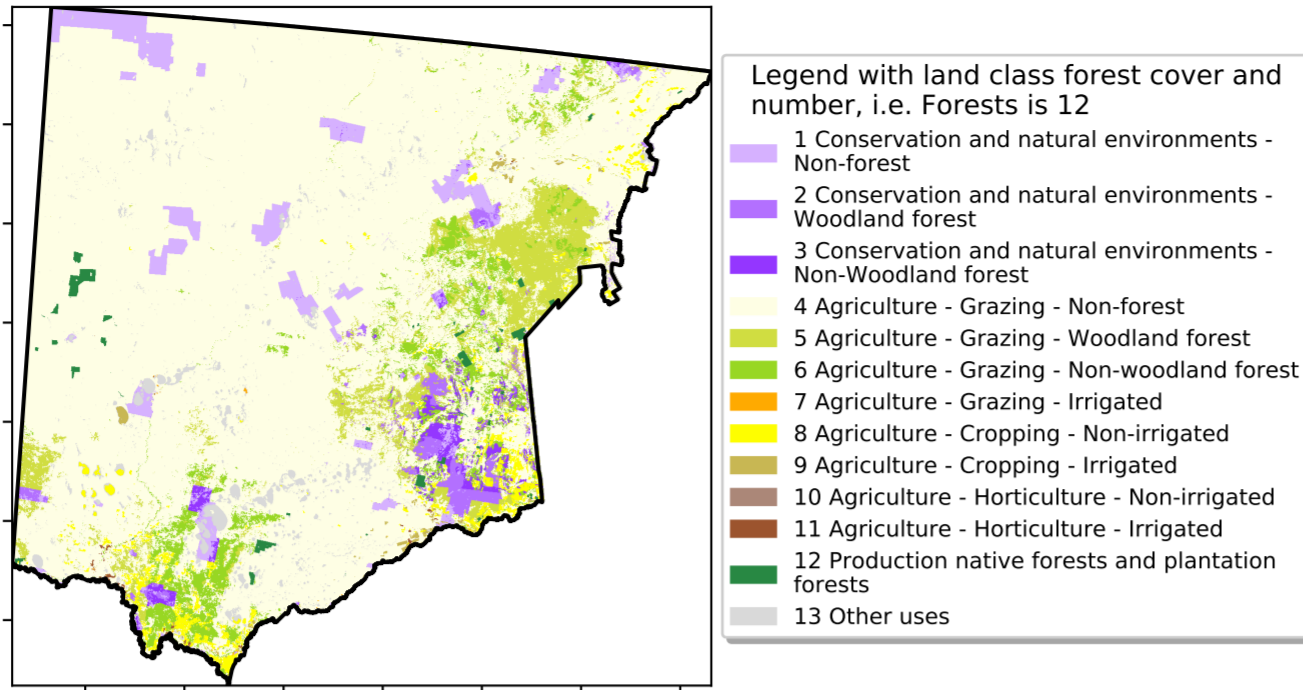 Legend with land class forest cover and
number, i.e. Forests is 12
1 Conservation and natural environments -
Non-forest
2 Conservation and natural environments -
Woodland forest
3 Conservation and natural environments -
Non-Woodland forest
4 Agriculture - Grazing - Non-forest
5 Agriculture - Grazing - Woodland forest
6 Agriculture - Grazing - Non-woodland forest
7 Agriculture - Grazing - Irrigated
8 Agriculture - Cropping - Non-irrigated
9 Agriculture - Cropping - Irrigated
10 Agriculture - Horticulture - Non-irrigated
11 Agriculture - Horticulture - Irrigated
12 Production native forests and plantation
forests
13 Other uses